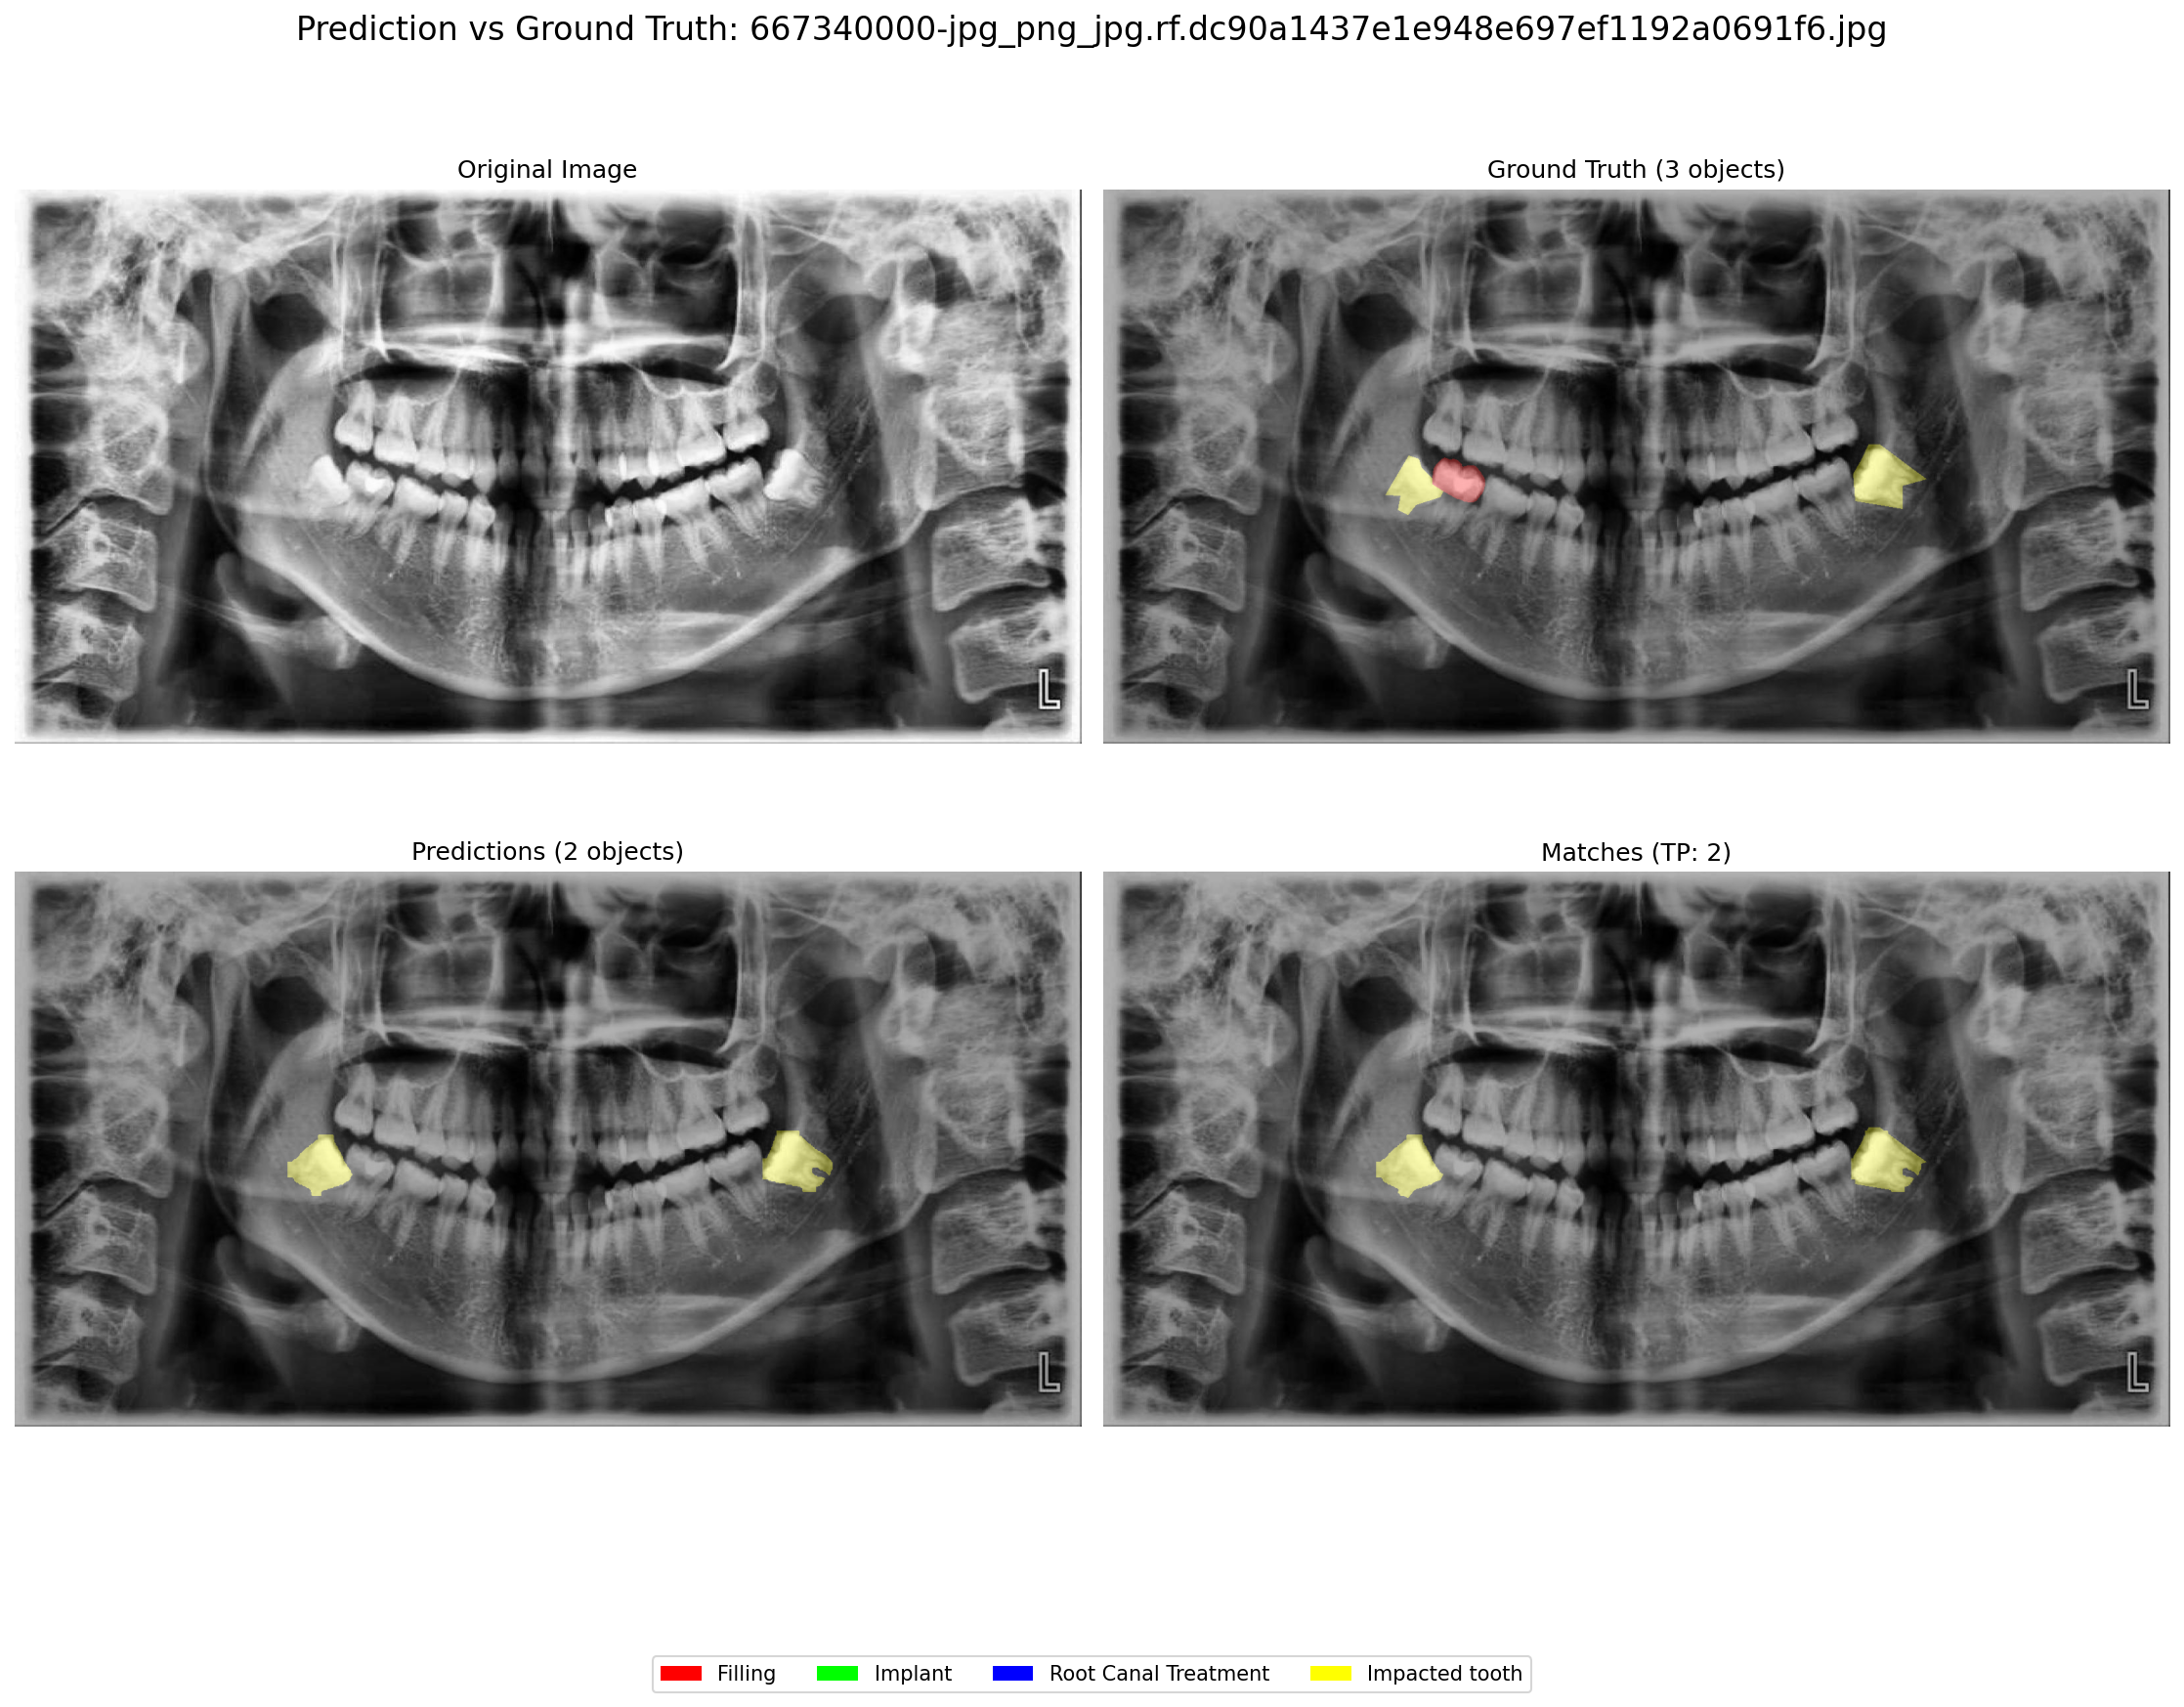 Prediction vs Ground Truth: 667340000-jpg_png_jpg.rf.dc90a1437e1e948e697ef1192a0691f6.jpg
Original Image
Ground Truth (3 objects)
L
L
Predictions (2 objects)
Matches (TP: 2)
L
L
Filling
Implant
Root Canal Treatment
Impacted tooth